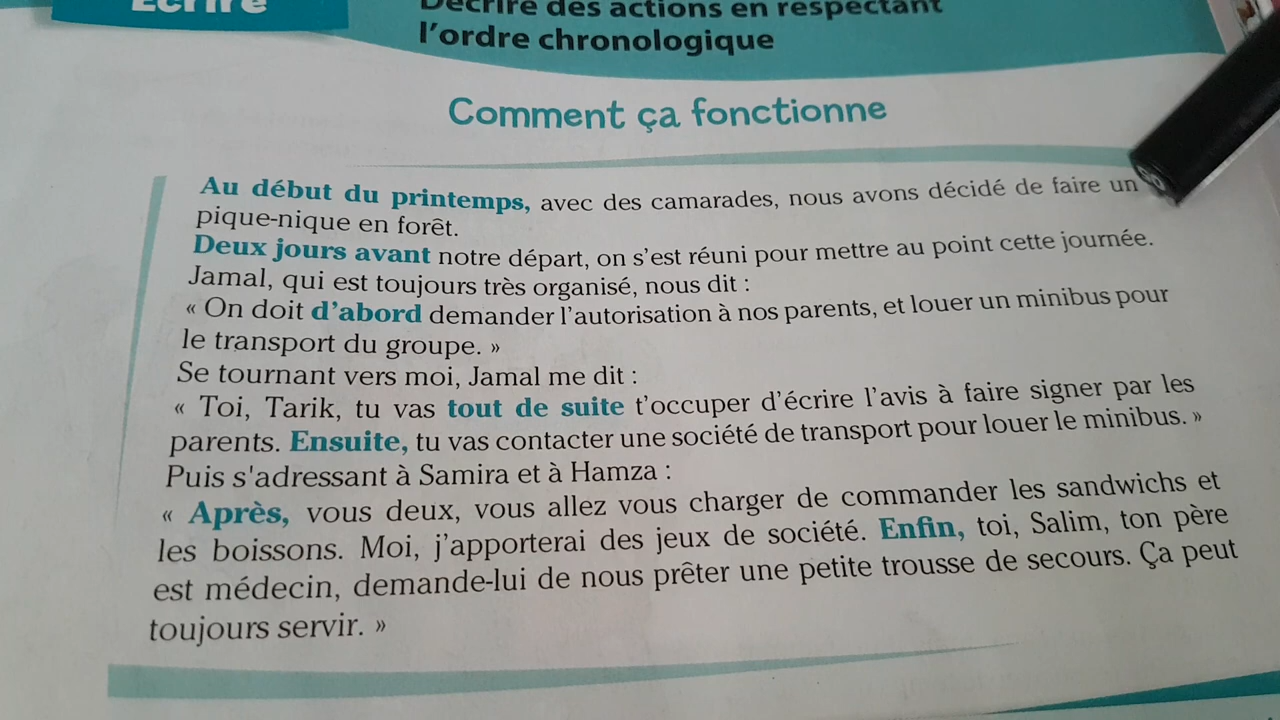 Écrire
Décrire des actions en respectant
l'ordre chronologique
Comment ça fonctionne
Au début du printemps, avec des camarades, nous avons décidé de faire un
pique-nique en forêt.
Deux jours avant notre départ, on s'est réuni pour mettre au point cette journée.
Jamal, qui est toujours très organisé, nous dit :
« On doit d'abord demander l'autorisation à nos parents, et louer un minibus pour
le transport du groupe. »
Se tournant vers moi, Jamal me dit :
« Toi, Tarik, tu vas tout de suite t'occuper d'écrire l'avis à faire signer par les
parents. Ensuite, tu vas contacter une société de transport pour louer le minibus. »
Puis s'adressant à Samira et à Hamza :
« Après, vous deux, vous allez vous charger de commander les sandwichs et
les boissons. Moi, j'apporterai des jeux de société. Enfin, toi, Salim, ton père
est médecin, demande-lui de nous prêter une petite trousse de secours. Ça peut
toujours servir. »